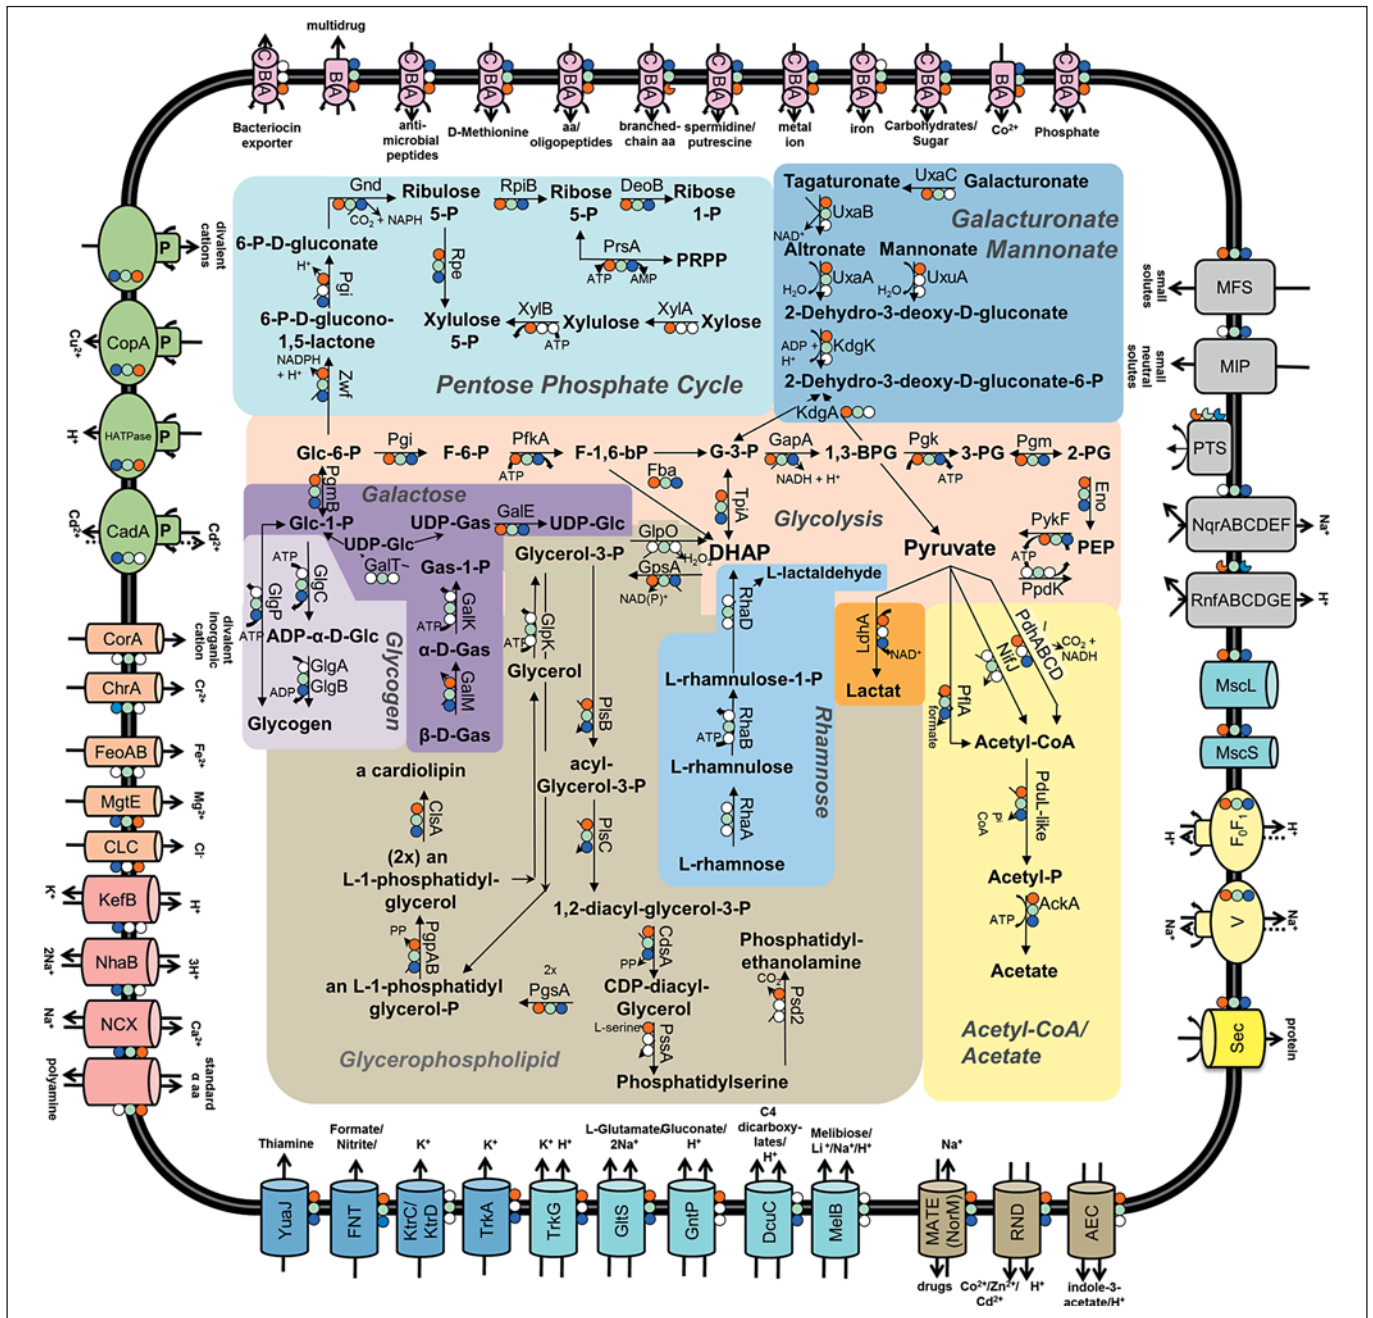 multidrug
C
B
A
B
A
C
B
A
C
B
A
C
B
A
C
B
A
C
B
A
C
B
A
C
B
A
C
B
A
B
A
C
B
A
Bacteriocin
exporter
anti-
microbial
peptides
D-Methionine
aa/
oligopeptides
branched-
chain aa
spermidine/
putrescine
metal
ion
iron
Carbohydrates/
Sugar
Co²⁺
Phosphate
P
divalent
cations
CopA
P
Cu²⁺
HATPase
P
H⁺
CadA
P
Cd²⁺
Cd²⁺
CorA
divalent
inorganic
cation
ChrA
Cr²⁺
FeoAB
Fe²⁺
MgtE
Mg²⁺
CLC
Cl⁻
KefB
K⁺
H⁺
NhaB
2Na⁺
3H⁺
NCX
Na⁺
Ca²⁺
polyamine
standard
α aa
Gnd
CO₂ + NAPH
Ribulose
5-P
RpiB
Ribose
5-P
DeoB
Ribose
1-P
6-P-D-gluconate
H⁺
Pgi
Rpe
PrsA
ATP
AMP
PRPP
6-P-D-glucono-
1,5-lactone
Xylulose
5-P
XylB
ATP
Xylulose
XylA
Xylose
NADPH
+ H⁺
Zwf
Pentose Phosphate Cycle
Tagaturonate
UxaC
Galacturonate
UxaB
NAD⁺
Galacturonate
Mannonate
Altronate
Mannonate
UxaA
H₂O
UxuA
H₂O
2-Dehydro-3-deoxy-D-gluconate
ADP +
H⁺
KdgK
2-Dehydro-3-deoxy-D-gluconate-6-P
KdgA
Glc-6-P
Pgi
F-6-P
PfkA
ATP
F-1,6-bP
G-3-P
GapA
NADH + H⁺
1,3-BPG
Pgk
ATP
3-PG
Pgm
2-PG
Fba
TpiA
Glycolysis
Eno
PykF
ATP
PEP
PpdK
Pyruvate
DHAP
PgmB
Galactose
Glc-1-P
UDP-Gas
GalE
UDP-Glc
UDP-Glc
GalT
Gas-1-P
GalK
ATP
α-D-Gas
GalM
β-D-Gas
GlgP
ATP
ATP
GlgC
ADP-α-D-Glc
GlgA
GlgB
ADP
Glycogen
Glycogen
Glycerol-3-P
GlpO
H₂O₂
GpsA
NAD(P)⁺
GlpK
ATP
Glycerol
PlsB
acyl-
Glycerol-3-P
PlsC
a cardiolipin
ClsA
(2x) an
L-1-phosphatidyl-
glycerol
PP
PgpAB
an L-1-phosphatidyl
glycerol-P
2x
PgsA
1,2-diacyl-glycerol-3-P
CdsA
PP
CDP-diacyl-
Glycerol
L-serine
PssA
Phosphatidylserine
Phosphatidyl-
ethanolamine
CO₂
Psd2
Glycerophospholipid
L-lactaldehyde
RhaD
L-rhamnulose-1-P
RhaB
ATP
L-rhamnulose
RhaA
L-rhamnose
Rhamnose
LdhA
NAD⁺
Lactat
PflA
formate
NifJ
PdhABCD
CO₂ +
NADH
Acetyl-CoA
PduL-like
Pi
CoA
Acetyl-P
AckA
ATP
Acetate
Acetyl-CoA/
Acetate
MFS
small
solutes
MIP
small
neutral
solutes
PTS
NqrABCDEF
Na⁺
RnfABCDGE
H⁺
MscL
MscS
F₀F₁
H⁺
H⁺
V
Na⁺
Na⁺
Sec
protein
Thiamine
YuaJ
Formate/
Nitrite/
FNT
K⁺
KtrC/
KtrD
K⁺
TrkA
K⁺ H⁺
TrkG
L-Glutamate/
2Na⁺
GltS
Gluconate/
H⁺
GntP
C4
dicarboxy-
lates/
H⁺
DcuC
Melibiose/
Li⁺/Na⁺/H⁺
MelB
Na⁺
MATE
(NorM)
drugs
RND
Co²⁺/Zn²⁺/
Cd²⁺
H⁺
AEC
indole-3-
acetate/H⁺